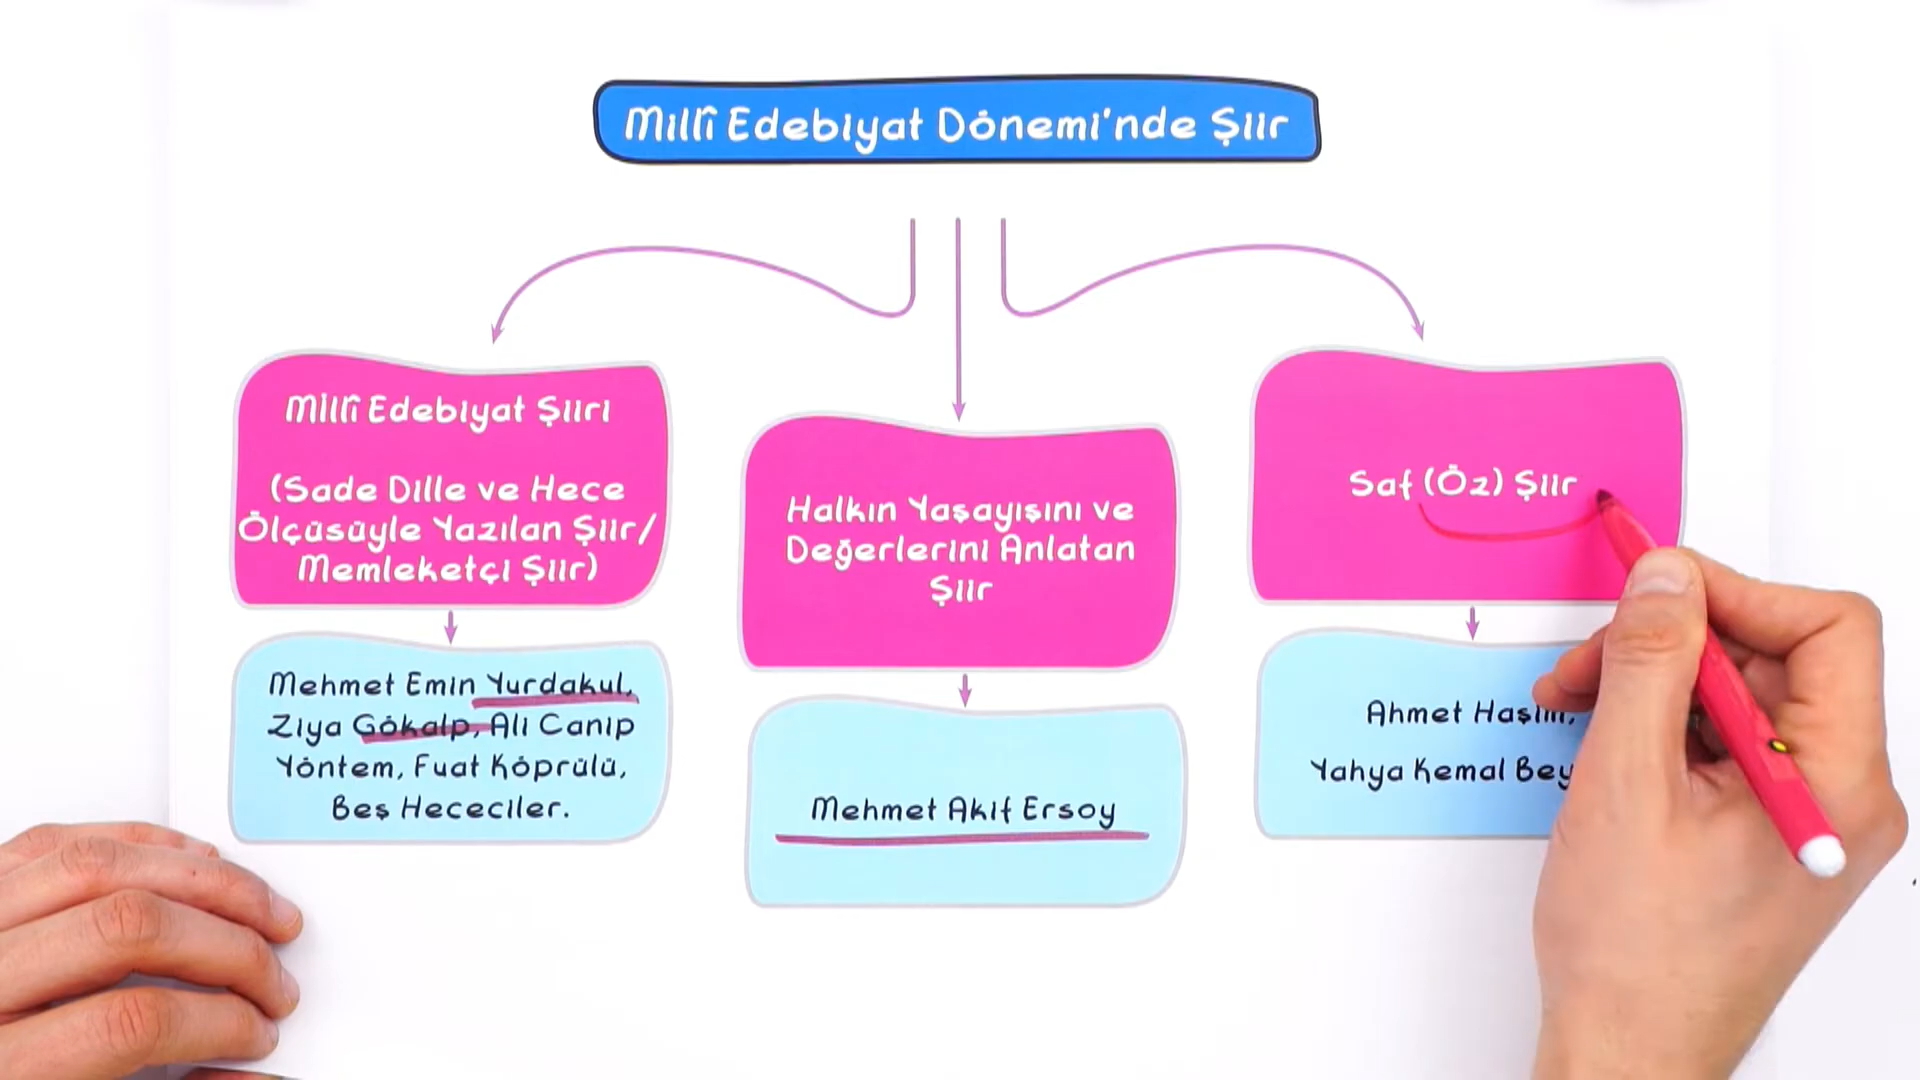 Millî Edebiyat Dönemi'nde Şiir
Millî Edebiyat Şiiri
(Sade Dille ve Hece
Ölçüsüyle Yazılan Şiir/
Memleketçi Şiir)
Mehmet Emin Yurdakul,
Ziya Gökalp, Ali Canip
Yöntem, Fuat Köprülü,
Beş Hececiler.
Halkın Yaşayışını ve
Değerlerini Anlatan
Şiir
Mehmet Akif Ersoy
Saf (Öz) Şiir
Ahmet Haşim,
Yahya Kemal